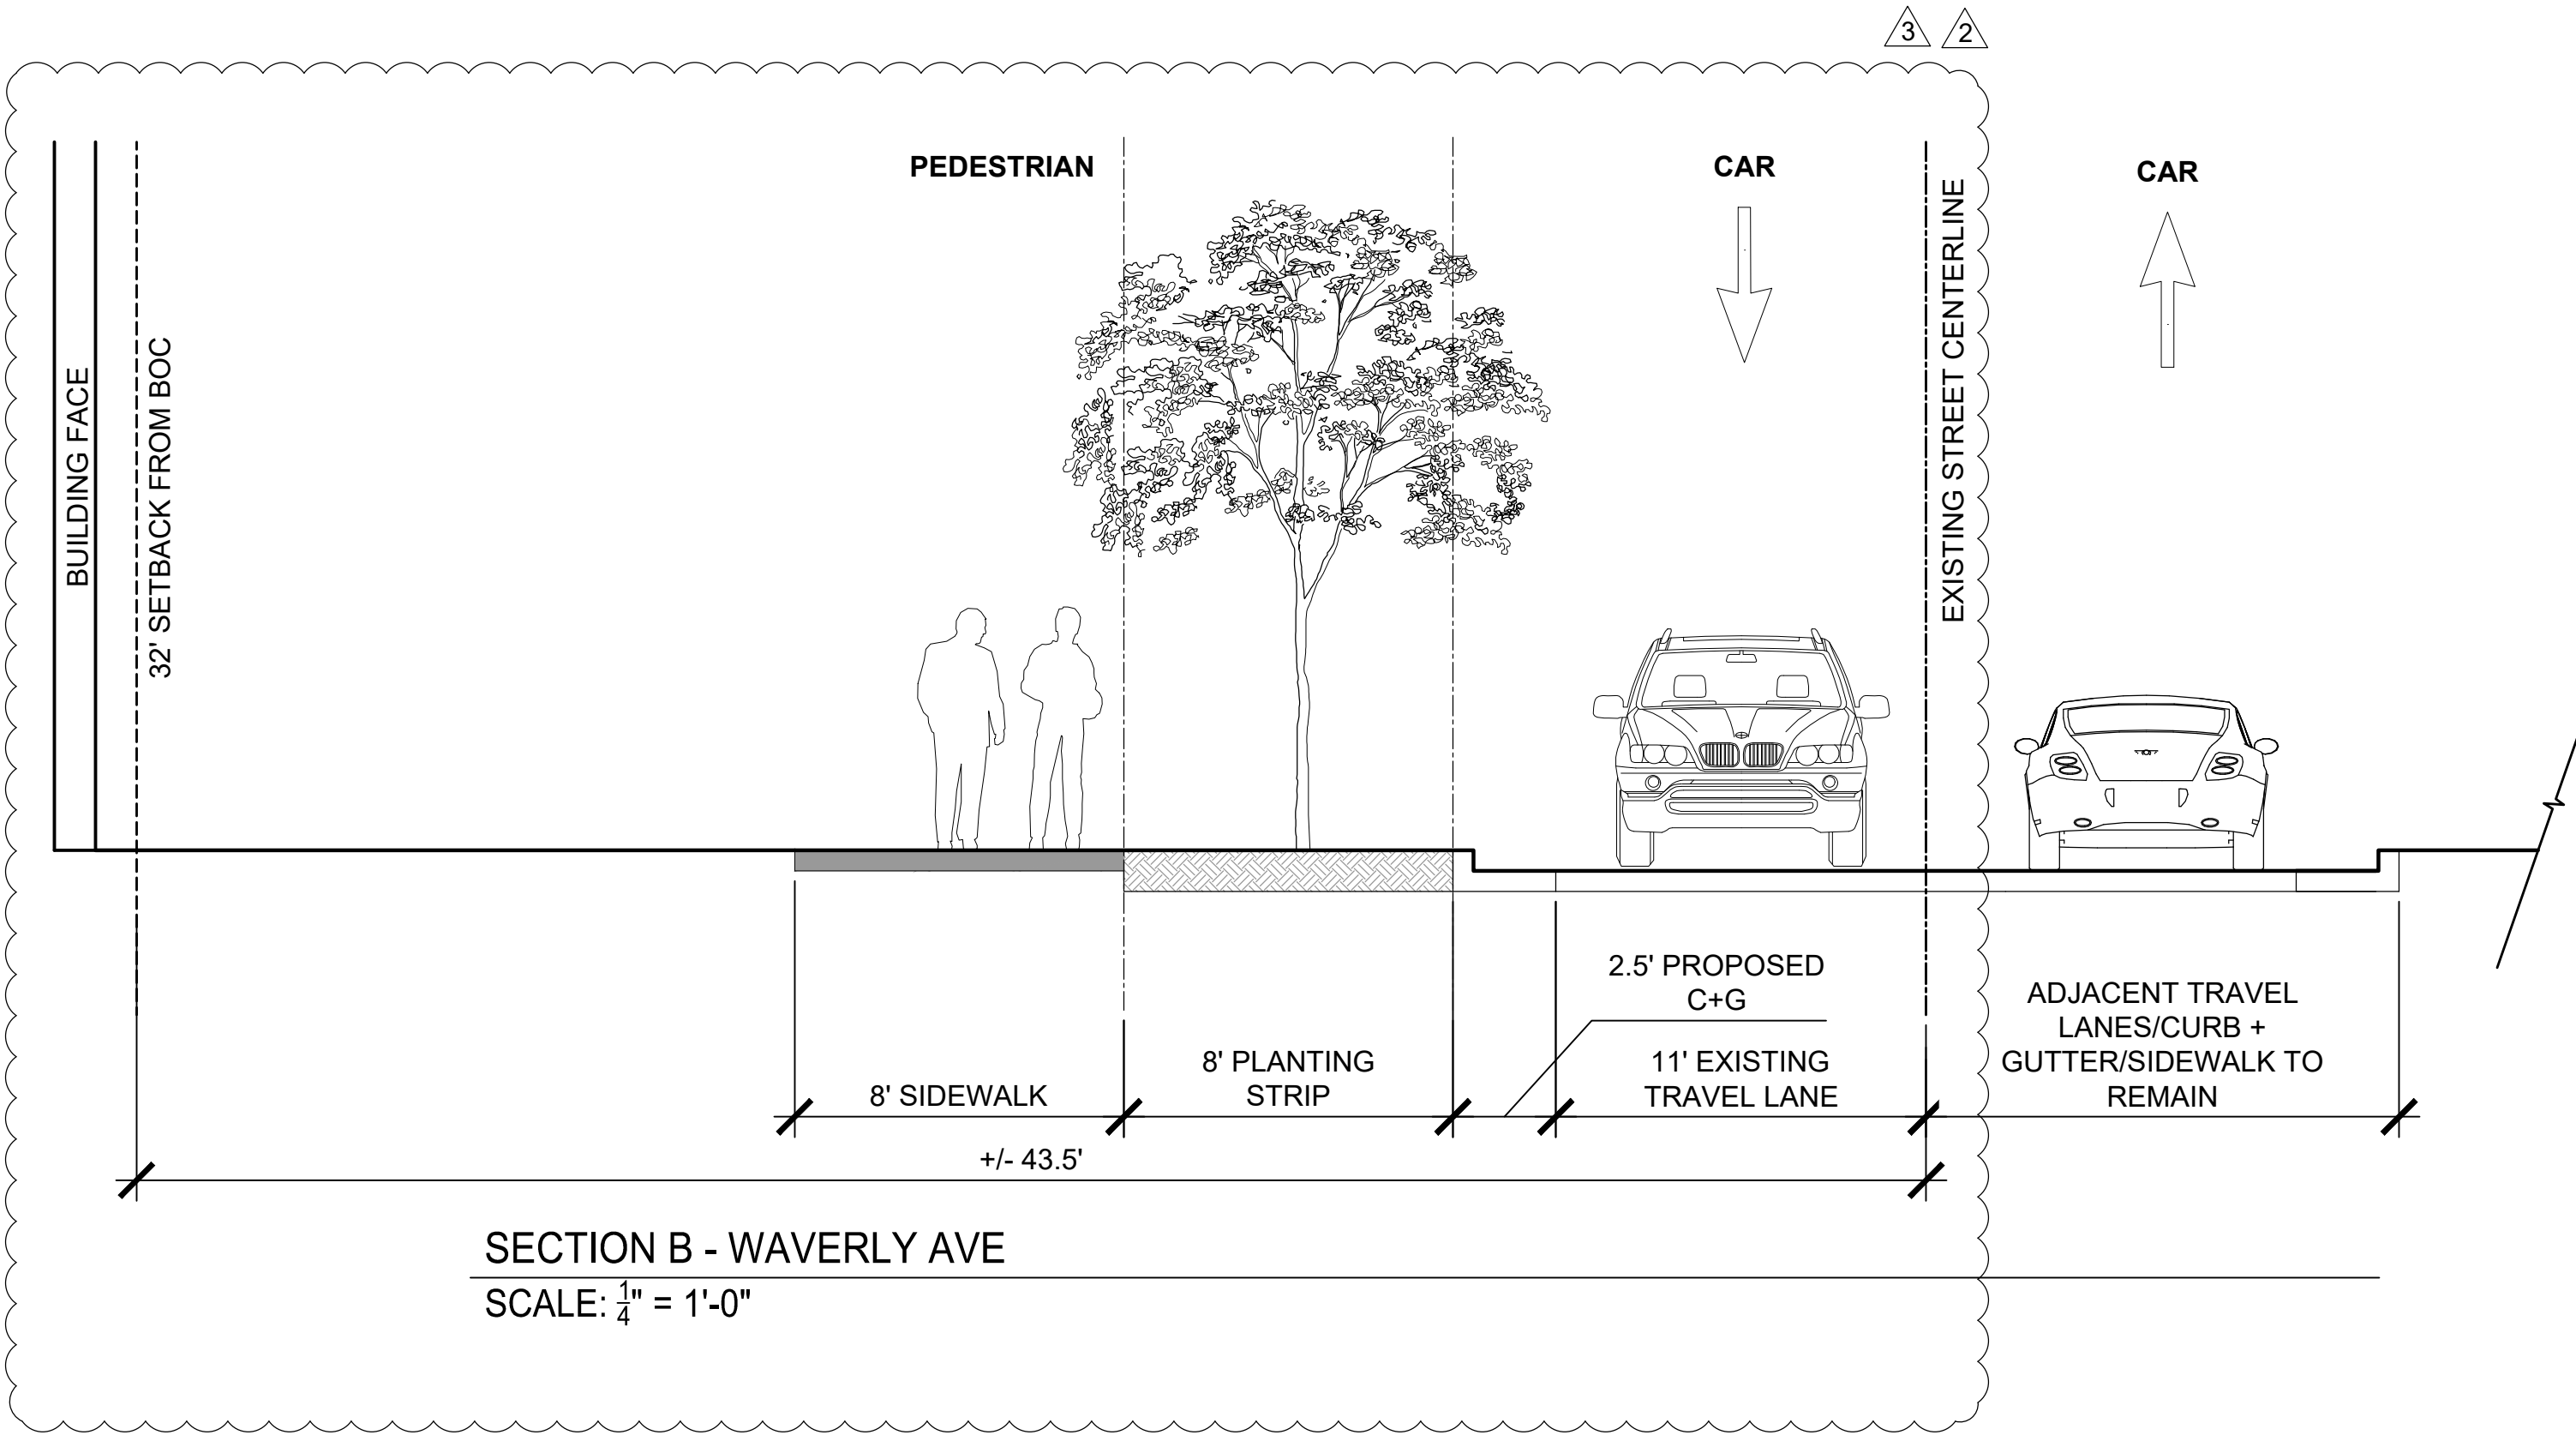 3 2
PEDESTRIAN
CAR
CAR
BUILDING FACE
32' SETBACK FROM BOC
EXISTING STREET CENTERLINE
2.5' PROPOSED
C+G
8' SIDEWALK
8' PLANTING
STRIP
11' EXISTING
TRAVEL LANE
ADJACENT TRAVEL
LANES/CURB +
GUTTER/SIDEWALK TO
REMAIN
+/- 43.5'
SECTION B - WAVERLY AVE
SCALE: 1/4" = 1'-0"